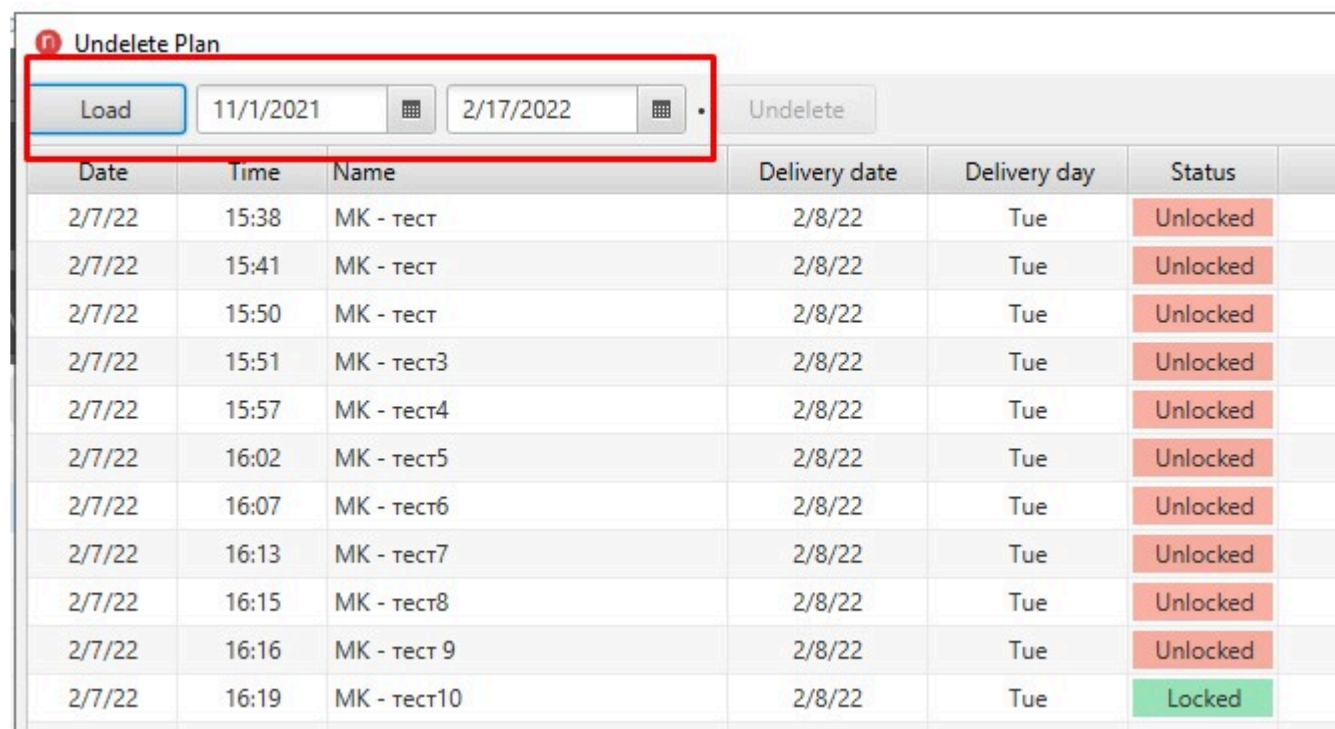 Undelete Plan
Load 11/1/2021 2/17/2022 Undelete
Date Time Name Delivery date Delivery day Status
2/7/22 15:38 МК - тест 2/8/22 Tue Unlocked
2/7/22 15:41 МК - тест 2/8/22 Tue Unlocked
2/7/22 15:50 МК - тест 2/8/22 Tue Unlocked
2/7/22 15:51 МК - тест3 2/8/22 Tue Unlocked
2/7/22 15:57 МК - тест4 2/8/22 Tue Unlocked
2/7/22 16:02 МК - тест5 2/8/22 Tue Unlocked
2/7/22 16:07 МК - тест6 2/8/22 Tue Unlocked
2/7/22 16:13 МК - тест7 2/8/22 Tue Unlocked
2/7/22 16:15 МК - тест8 2/8/22 Tue Unlocked
2/7/22 16:16 МК - тест 9 2/8/22 Tue Unlocked
2/7/22 16:19 МК - тест10 2/8/22 Tue Locked